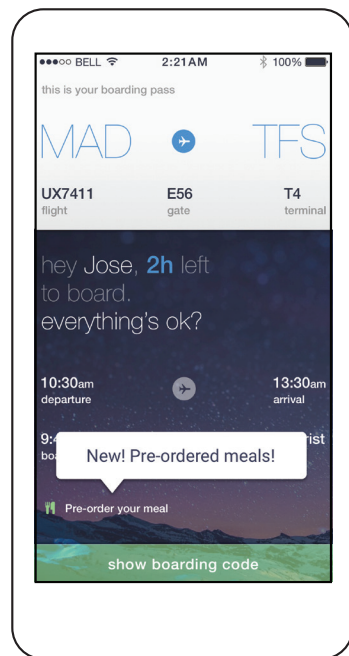 BELL 2:21AM 100%
this is your boarding pass
MAD TFS
UX7411 E56 T4
flight gate terminal
hey Jose, 2h left
to board.
everything's ok?
10:30am 13:30am
departure arrival
New! Pre-ordered meals!
Pre-order your meal
show boarding code